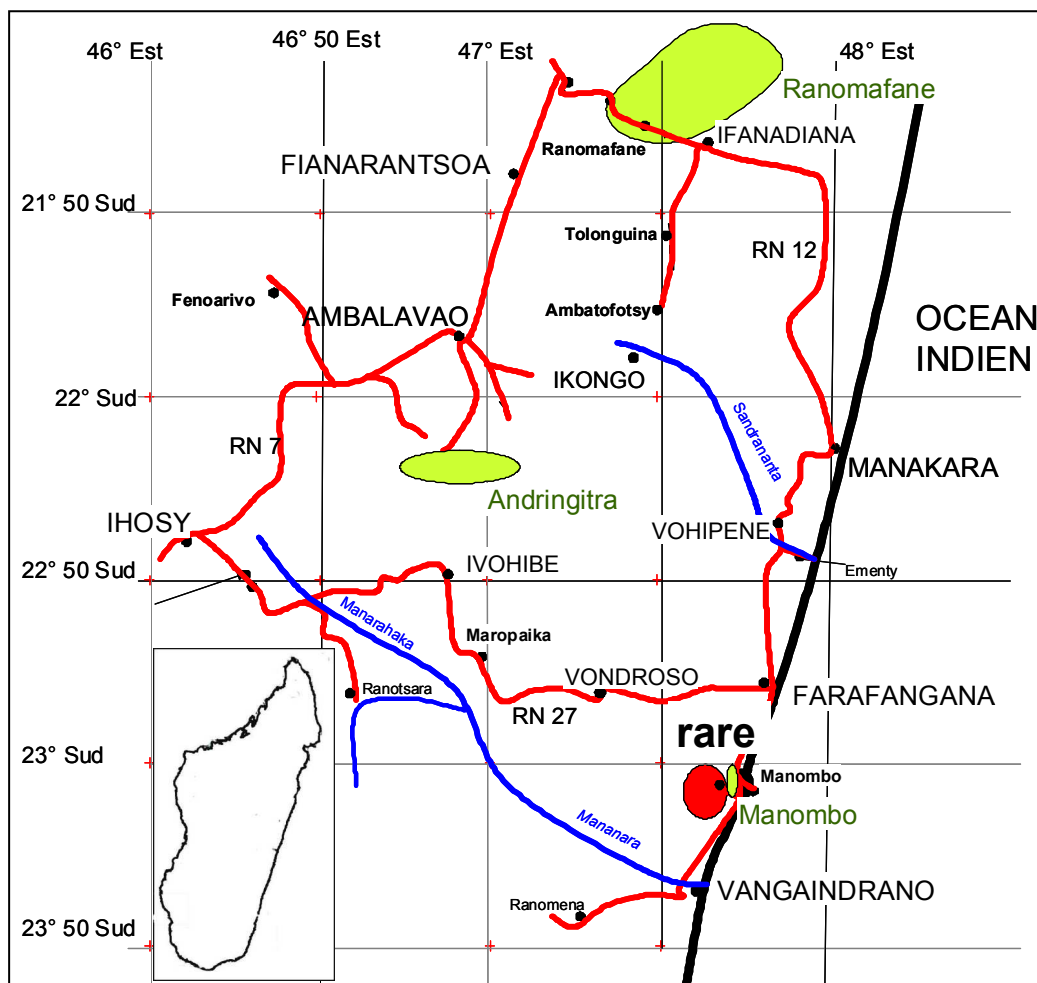 46° Est
46° 50 Est
47° Est
48° Est
Ranomafane
IFANADIANA
Ranomafane
FIANARANTSOA
21° 50 Sud
Tolonguina
RN 12
Fenoarivo
Ambatofotsy
AMBALAVAO
OCEAN
INDIEN
IKONGO
22° Sud
Sandrananta
RN 7
MANAKARA
Andringitra
IHOSY
VOHIPENE
IVOHIBE
Ementy
22° 50 Sud
Manarahaka
Maropaika
Ranotsara
VONDROSO
FARAFANGANA
RN 27
rare
23° Sud
Manombo
Manombo
Mananara
VANGAINDRANO
Ranomena
23° 50 Sud